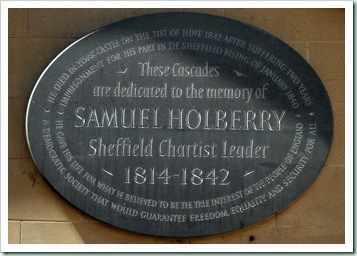 HE DIED IN YORK CASTLE ON THE 21ST OF JUNE 1842 AFTER SUFFERING TWO YEARS
IMPRISONMENT FOR HIS PART IN THE SHEFFIELD RISING OF JANUARY 1840
These Cascades
are dedicated to the memory of
SAMUEL HOLBERRY
Sheffield Chartist Leader
1814-1842
HE GAVE HIS LIFE FOR WHAT HE BELIEVED TO BE THE TRUE INTEREST OF THE PEOPLE OF ENGLAND
A DEMOCRATIC SOCIETY THAT WOULD GUARANTEE FREEDOM, EQUALITY AND SECURITY FOR ALL